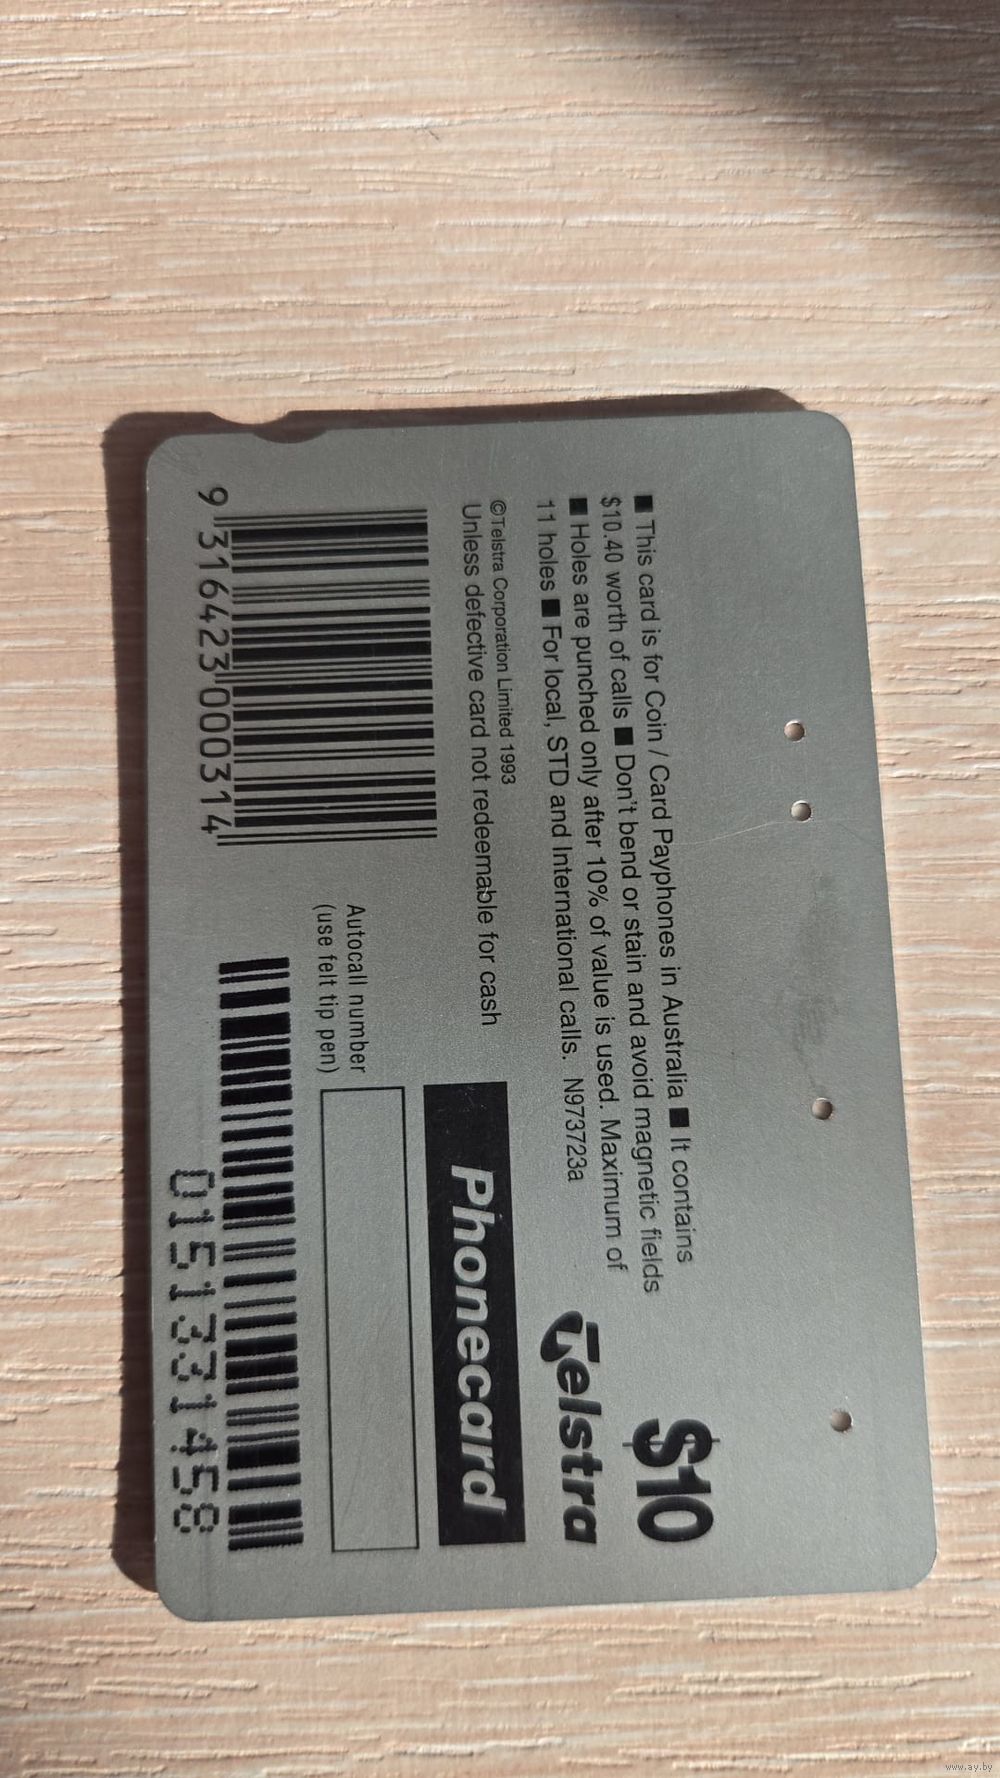 $10
■ This card is for Coin / Card Payphones in Australia ■ It contains
$10.40 worth of calls ■ Don't bend or stain and avoid magnetic fields
■ Holes are punched only after 10% of value is used. Maximum of
11 holes ■ For local, STD and International calls. N973723a
Telstra
©Telstra Corporation Limited 1993
Unless defective card not redeemable for cash
Phonecard
9 316423 000314
Autocall number
(use felt tip pen)
0151331458
www.ay.by